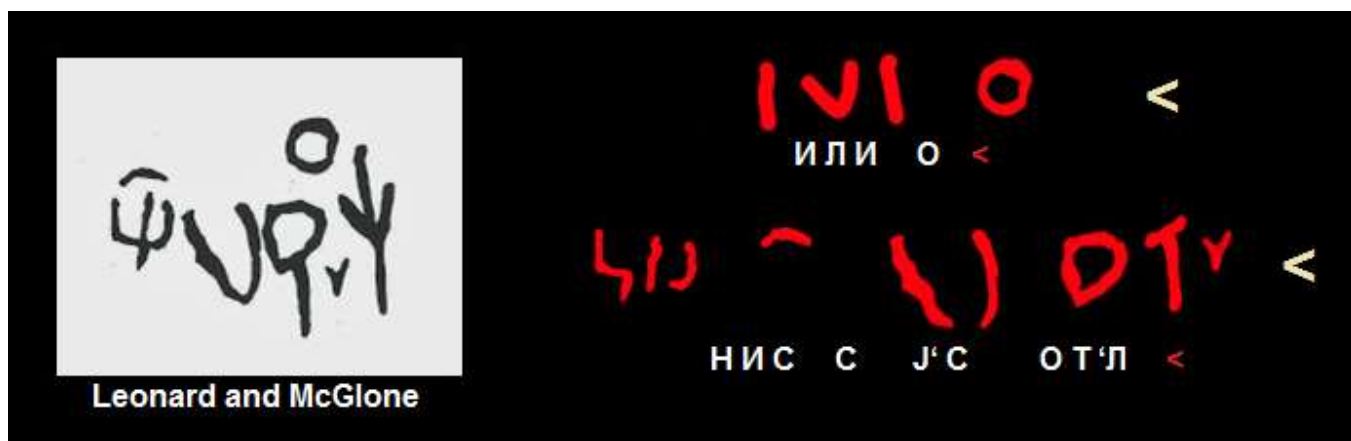 <
ИЛИ О <
<
НИС С Ј‘С ОТ‘Л <
Leonard and McGlone